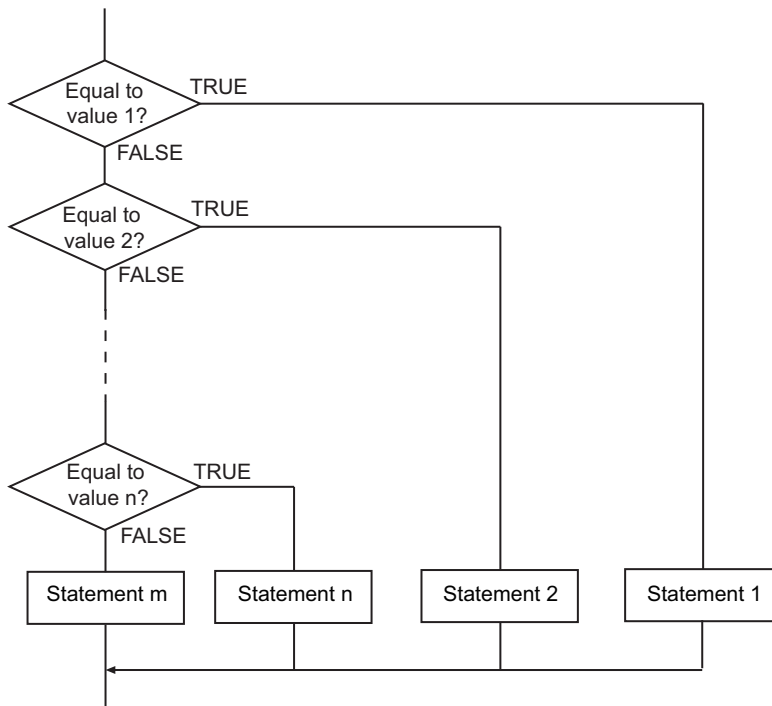 Equal to
value 1?
TRUE
FALSE
Equal to
value 2?
TRUE
FALSE
Equal to
value n?
TRUE
FALSE
Statement m
Statement n
Statement 2
Statement 1